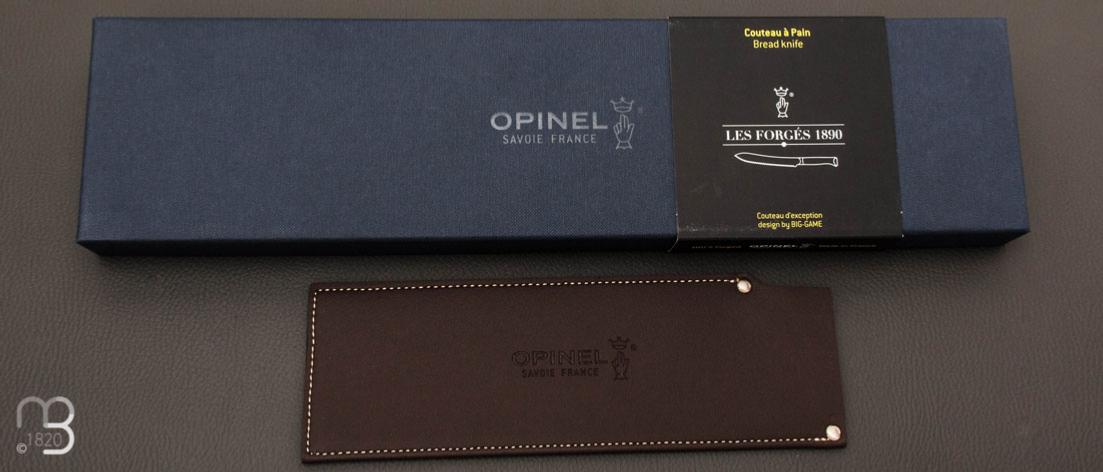 Couteau à Pain
Bread knife
OPINEL
SAVOIE FRANCE
LES FORGÉS 1890
Couteau d'exception
design by BIG-GAME
OPINEL
OPINEL
SAVOIE FRANCE
©1820